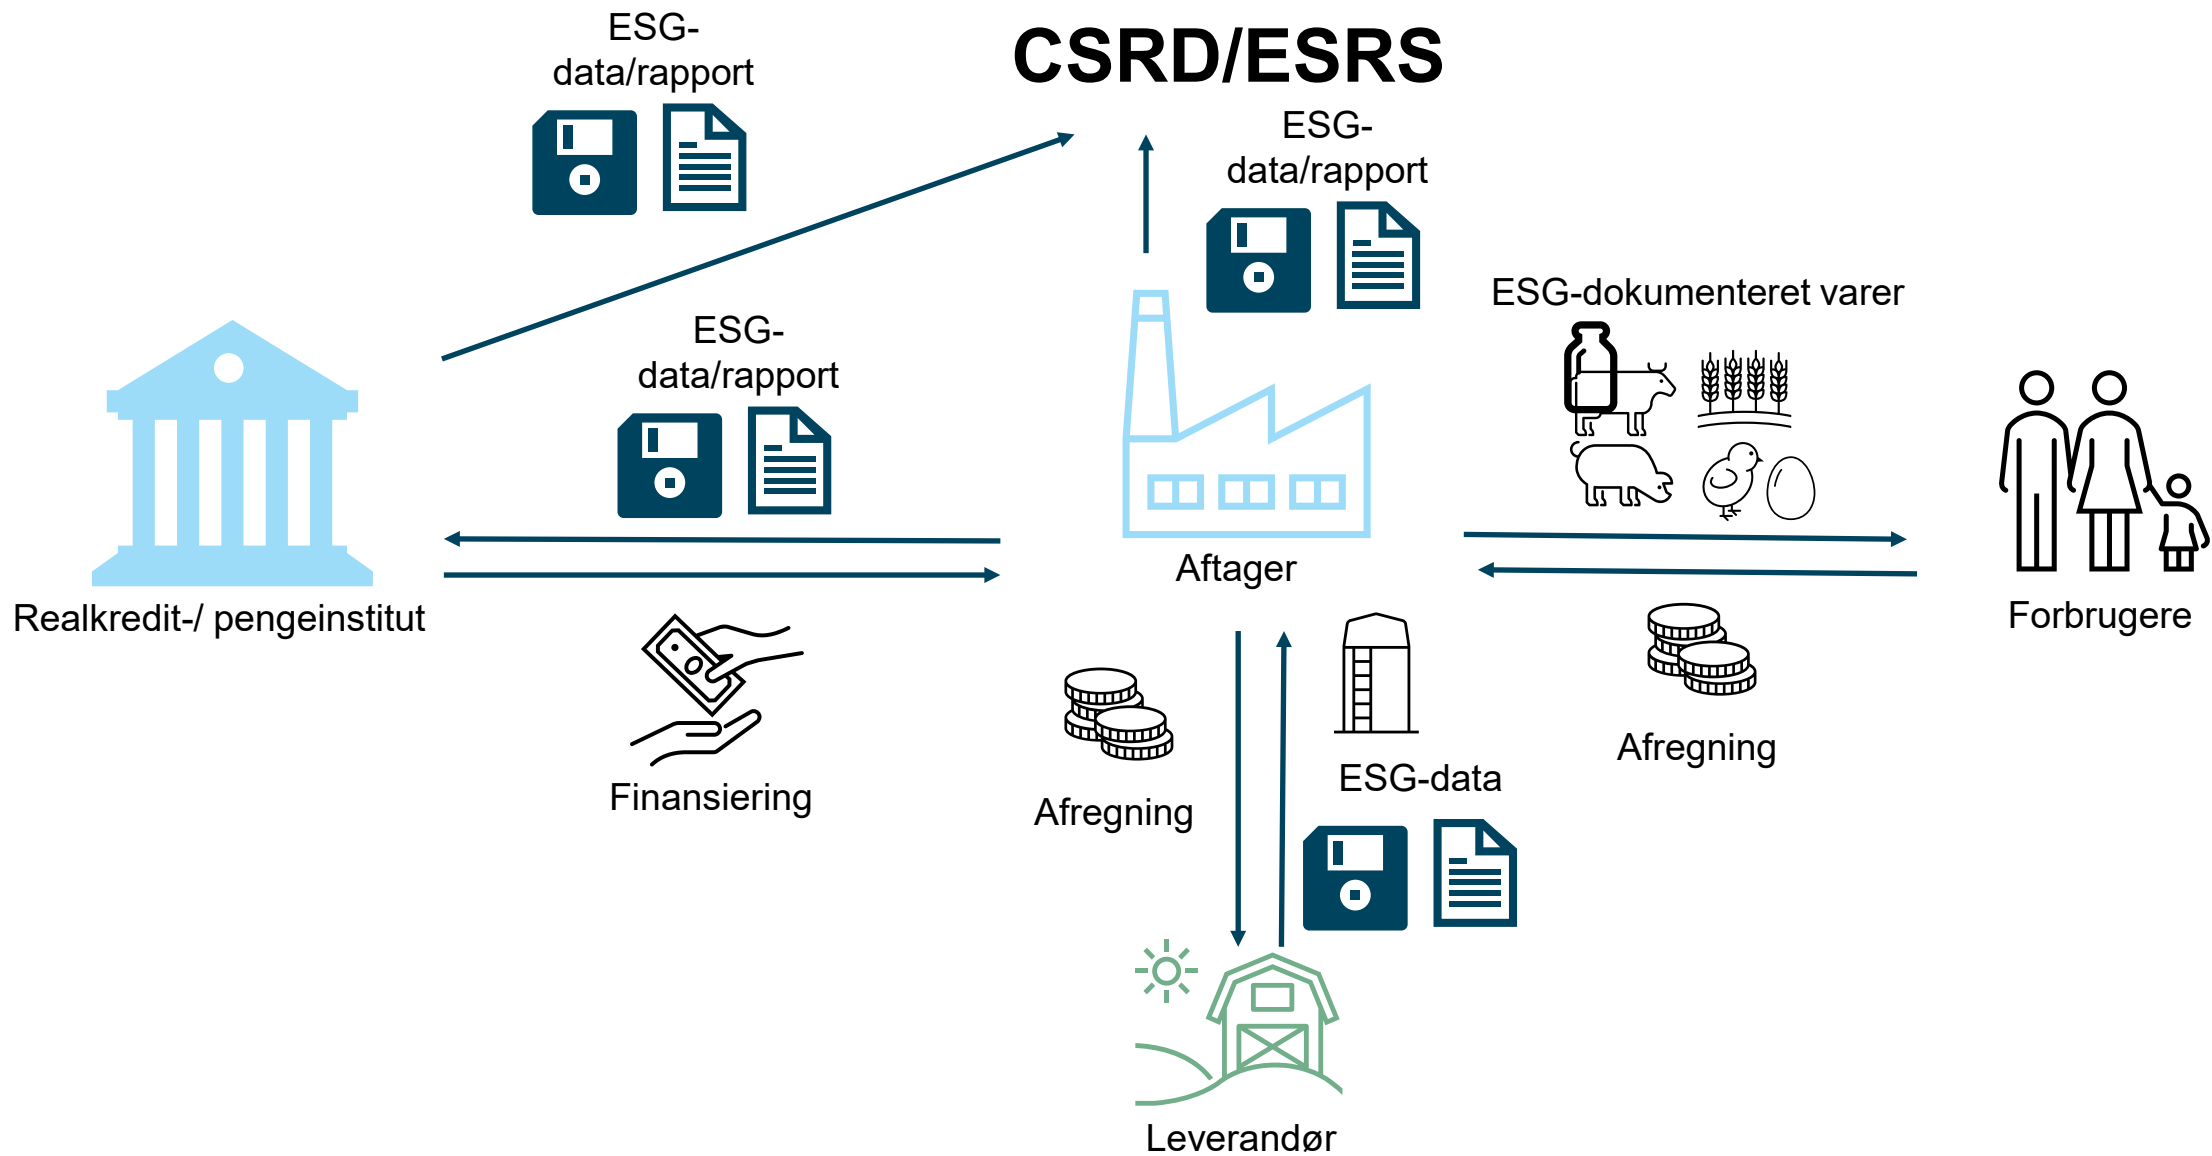 ESG-
data/rapport
CSRD/ESRS
ESG-
data/rapport
ESG-dokumenteret varer
ESG-
data/rapport
Aftager
Realkredit-/ pengeinstitut
Forbrugere
Finansiering
Afregning
ESG-data
Afregning
Leverandør